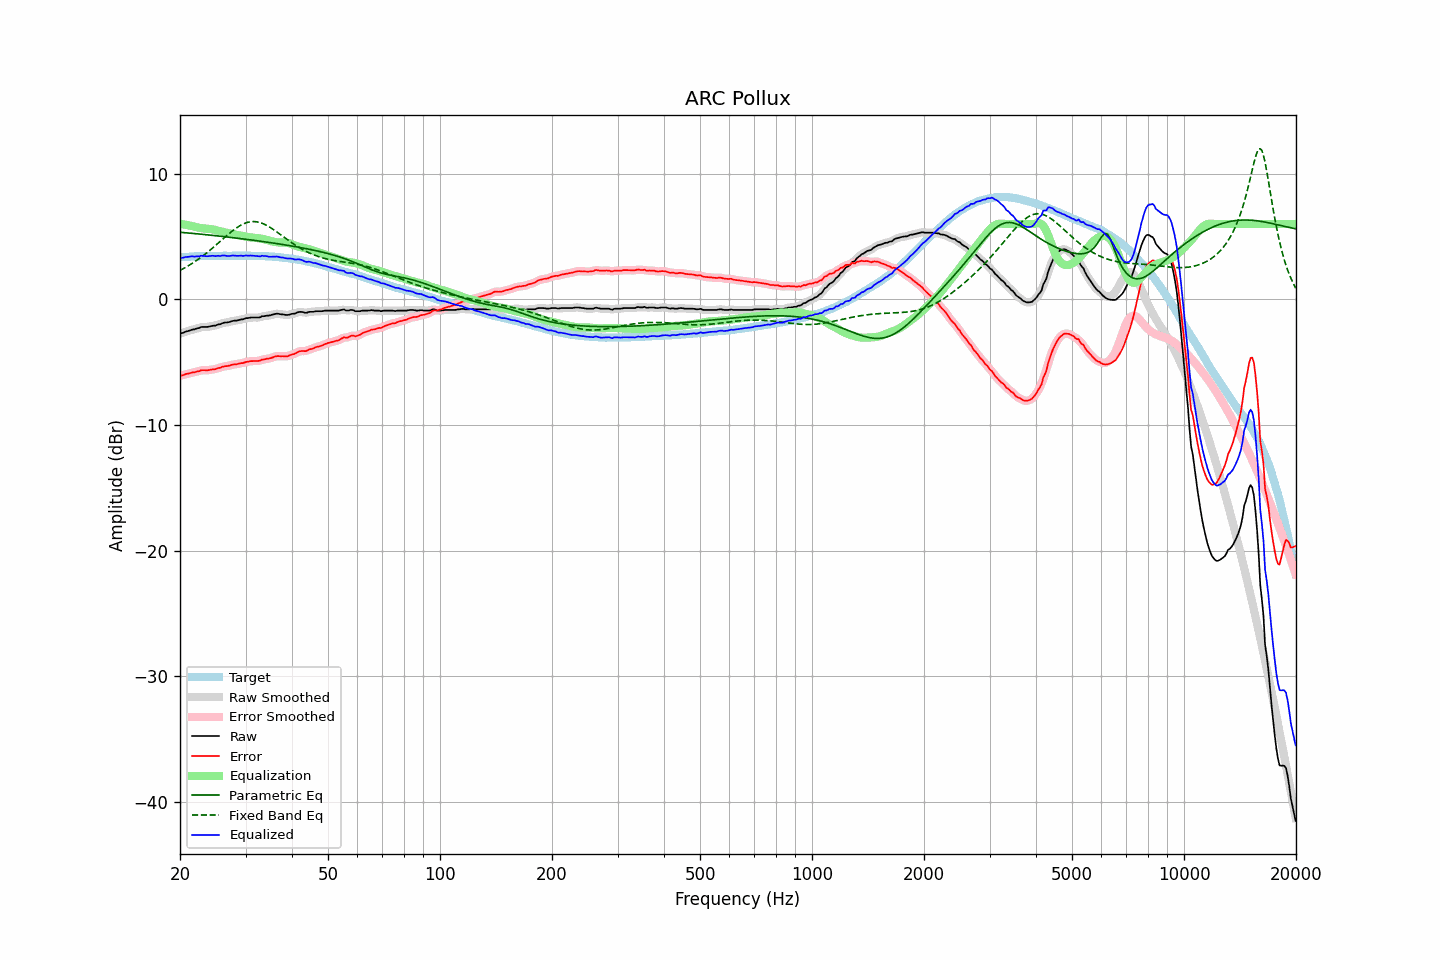 ARC Pollux
Amplitude (dBr)
10
0
−10
−20
−30
−40
Target
Raw Smoothed
Error Smoothed
Raw
Error
Equalization
Parametric Eq
Fixed Band Eq
Equalized
20 50 100 200 500 1000 2000 5000 10000 20000
Frequency (Hz)